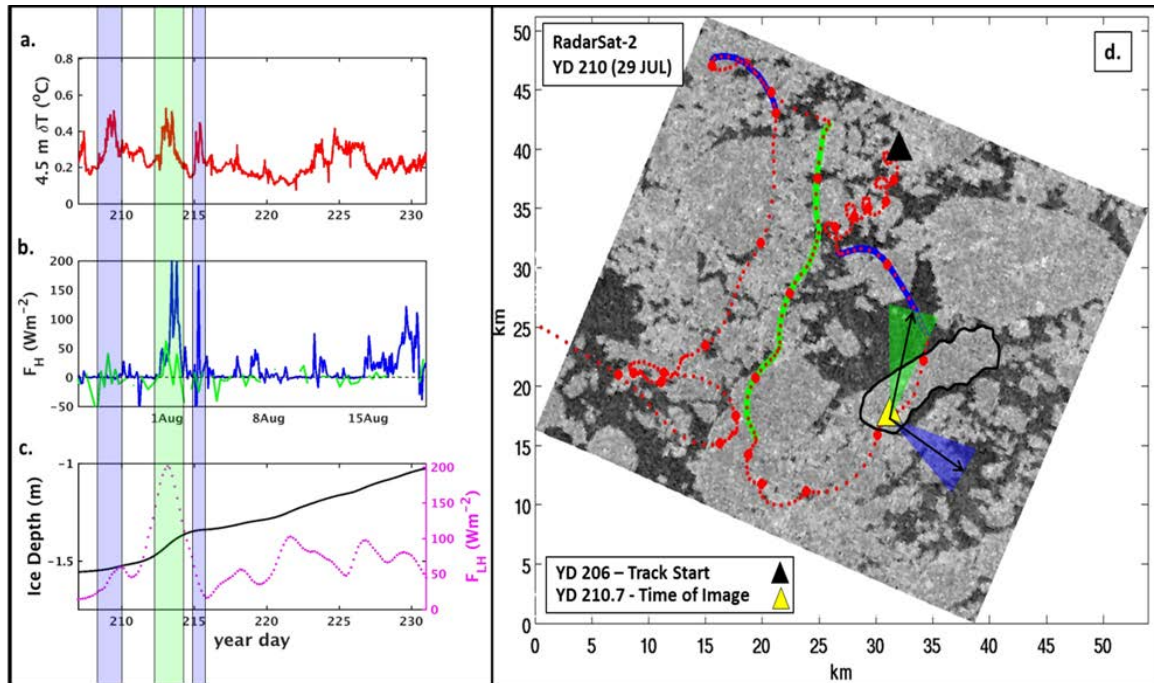 a.
4.5 m δT (°C)
0.8
0.6
0.4
0.2
0
210 215 220 225 230
b.
F_H (Wm⁻²)
200
150
100
50
0
-50
1Aug 8Aug 15Aug
c.
Ice Depth (m)
-1
-1.5
200
150
100
50
0
F_LH (Wm⁻²)
210 215 220 225 230
year day
RadarSat-2
YD 210 (29 JUL)
d.
50
45
40
35
30
25
20
15
10
5
0
km
YD 206 – Track Start
YD 210.7 - Time of Image
0 5 10 15 20 25 30 35 40 45 50
km